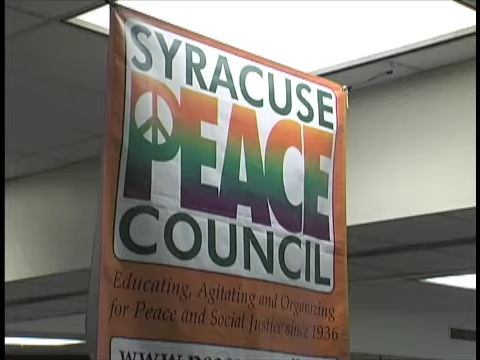 SYRACUSE
PEACE
COUNCIL
Educating, Agitating and Organizing
for Peace and Social Justice since 1936